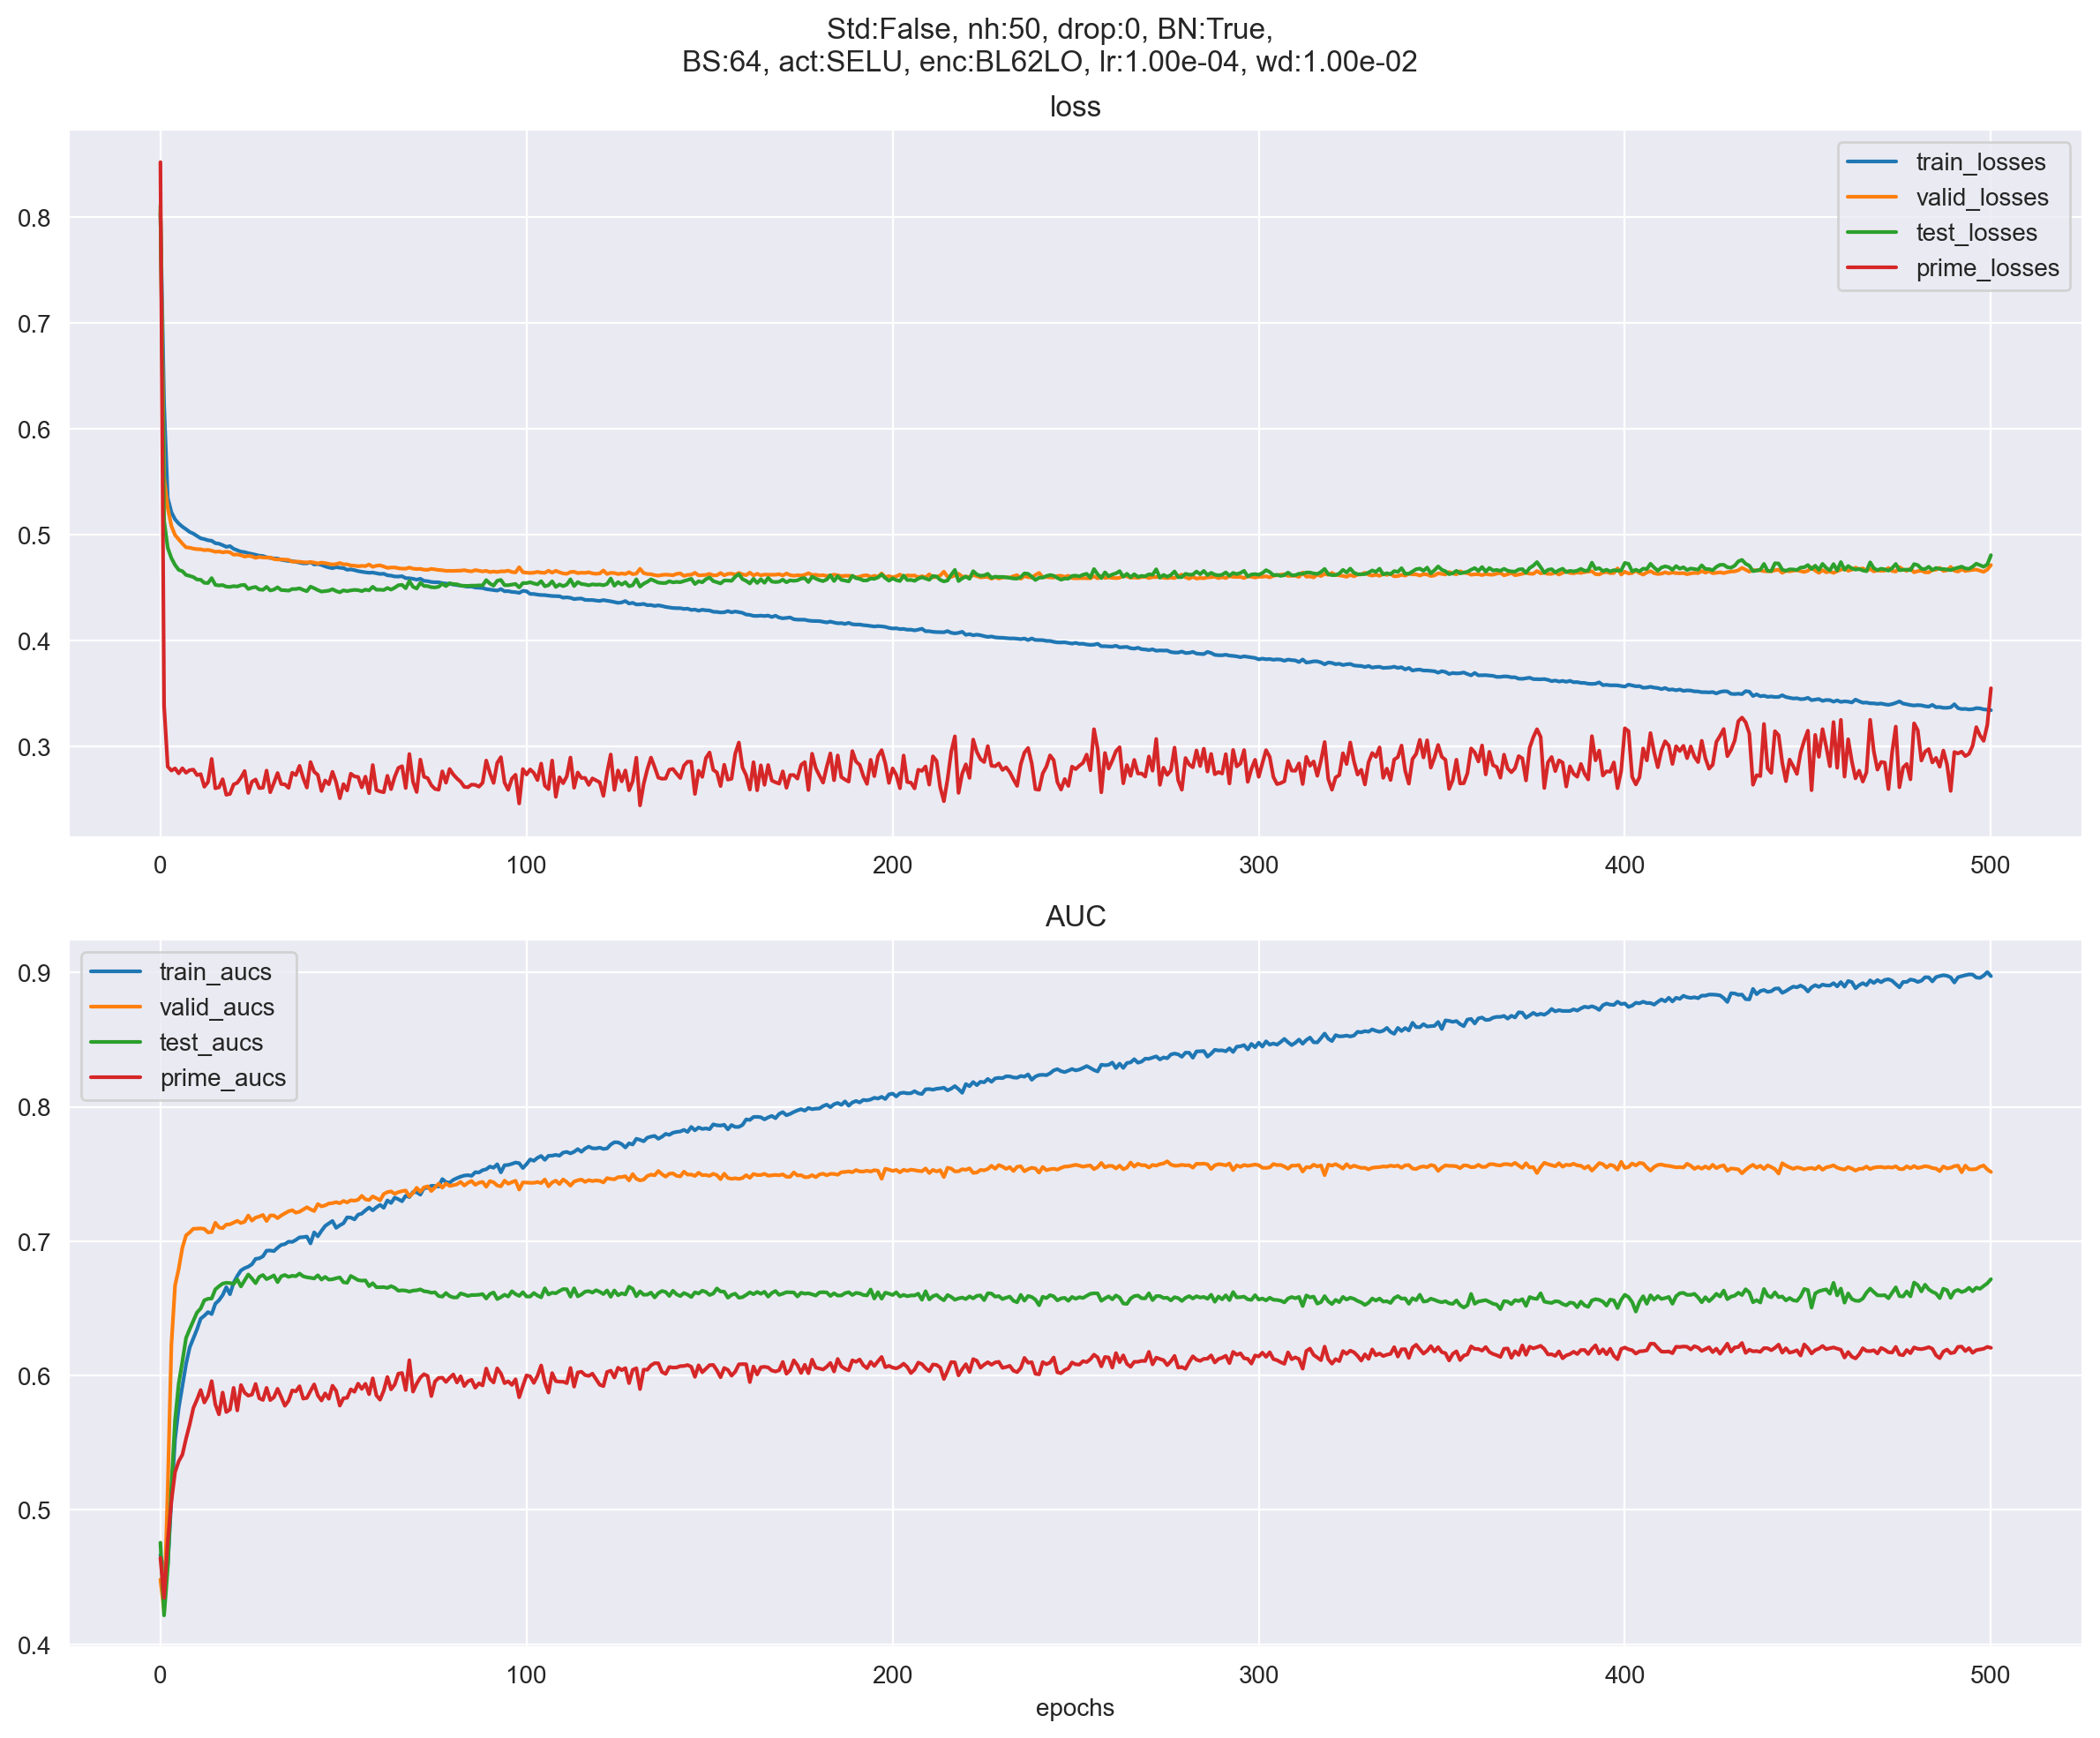 Std:False, nh:50, drop:0, BN:True,
BS:64, act:SELU, enc:BL62LO, lr:1.00e-04, wd:1.00e-02
loss
train_losses
valid_losses
test_losses
prime_losses
0.8
0.7
0.6
0.5
0.4
0.3
0 100 200 300 400 500
AUC
train_aucs
valid_aucs
test_aucs
prime_aucs
0.9
0.8
0.7
0.6
0.5
0.4
0 100 200 300 400 500
epochs